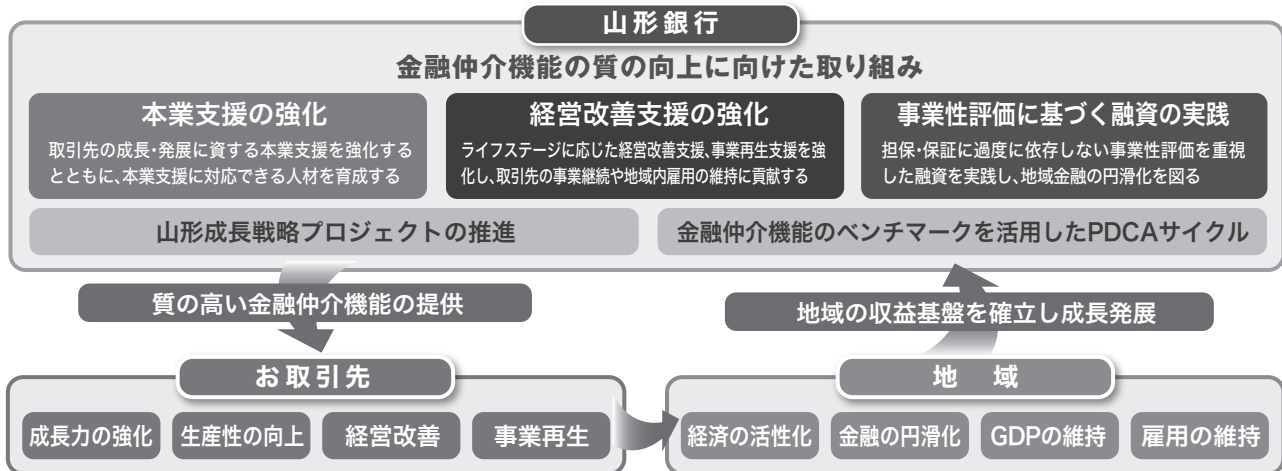 山形銀行
金融仲介機能の質の向上に向けた取り組み
本業支援の強化
取引先の成長・発展に資する本業支援を強化する
とともに、本業支援に対応できる人材を育成する
経営改善支援の強化
ライフステージに応じた経営改善支援、事業再生支援を強
化し、取引先の事業継続や地域内雇用の維持に貢献する
事業性評価に基づく融資の実践
担保・保証に過度に依存しない事業性評価を重視
した融資を実践し、地域金融の円滑化を図る
山形成長戦略プロジェクトの推進
金融仲介機能のベンチマークを活用したPDCAサイクル
質の高い金融仲介機能の提供
地域の収益基盤を確立し成長発展
お取引先
成長力の強化
生産性の向上
経営改善
事業再生
地 域
経済の活性化
金融の円滑化
GDPの維持
雇用の維持